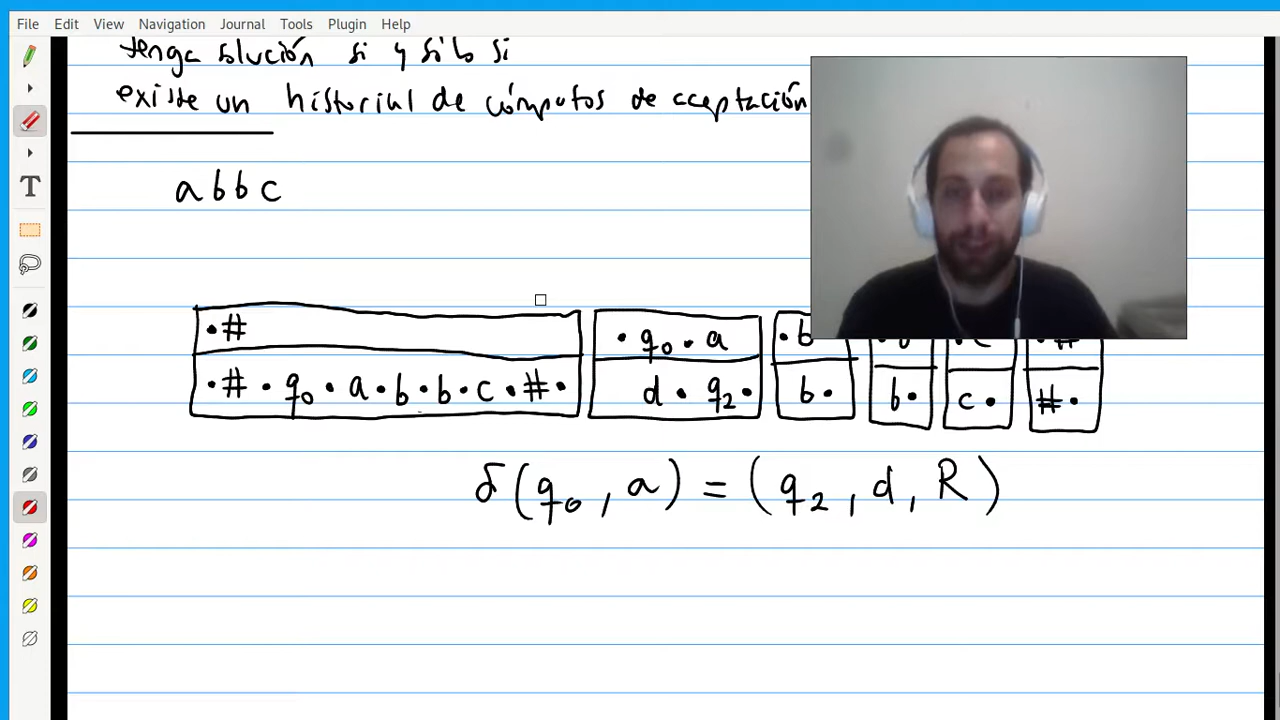 File Edit View Navigation Journal Tools Plugin Help
tenga solución si y sólo si
existe un historial de cómputos de aceptación
abbc
•# •q₀•a •b
•#•q₀•a•b•b•c•#• d•q₂• b• b• c• #•
T
δ(q₀, a) = (q₂, d, R)